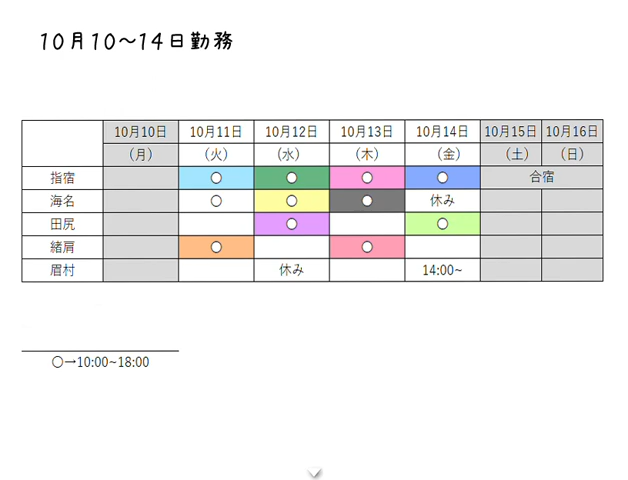 10月10～14日勤務
10月10日 10月11日 10月12日 10月13日 10月14日 10月15日 10月16日
（月） （火） （水） （木） （金） （土） （日）
指宿 〇 〇 〇 〇 合宿
海名 〇 〇 〇 休み
田尻 〇 〇
緒肩 〇 〇
眉村 休み 14:00~
〇→10:00~18:00